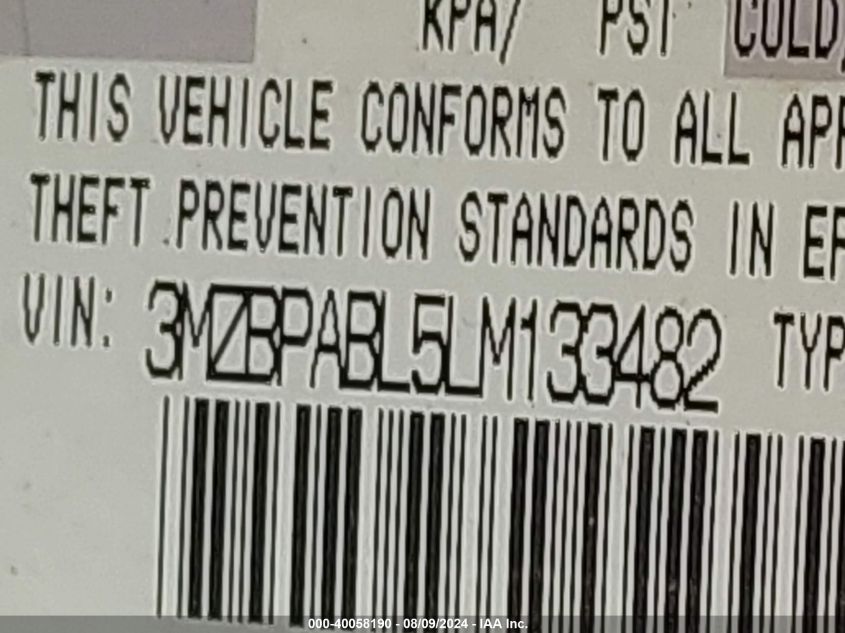 KPA/ PSI COLD/
THIS VEHICLE CONFORMS TO ALL APP
THEFT PREVENTION STANDARDS IN EF
VIN: 3MZBPABL5LM133482 TYP
000-40058190 - 08/09/2024 - IAA Inc.